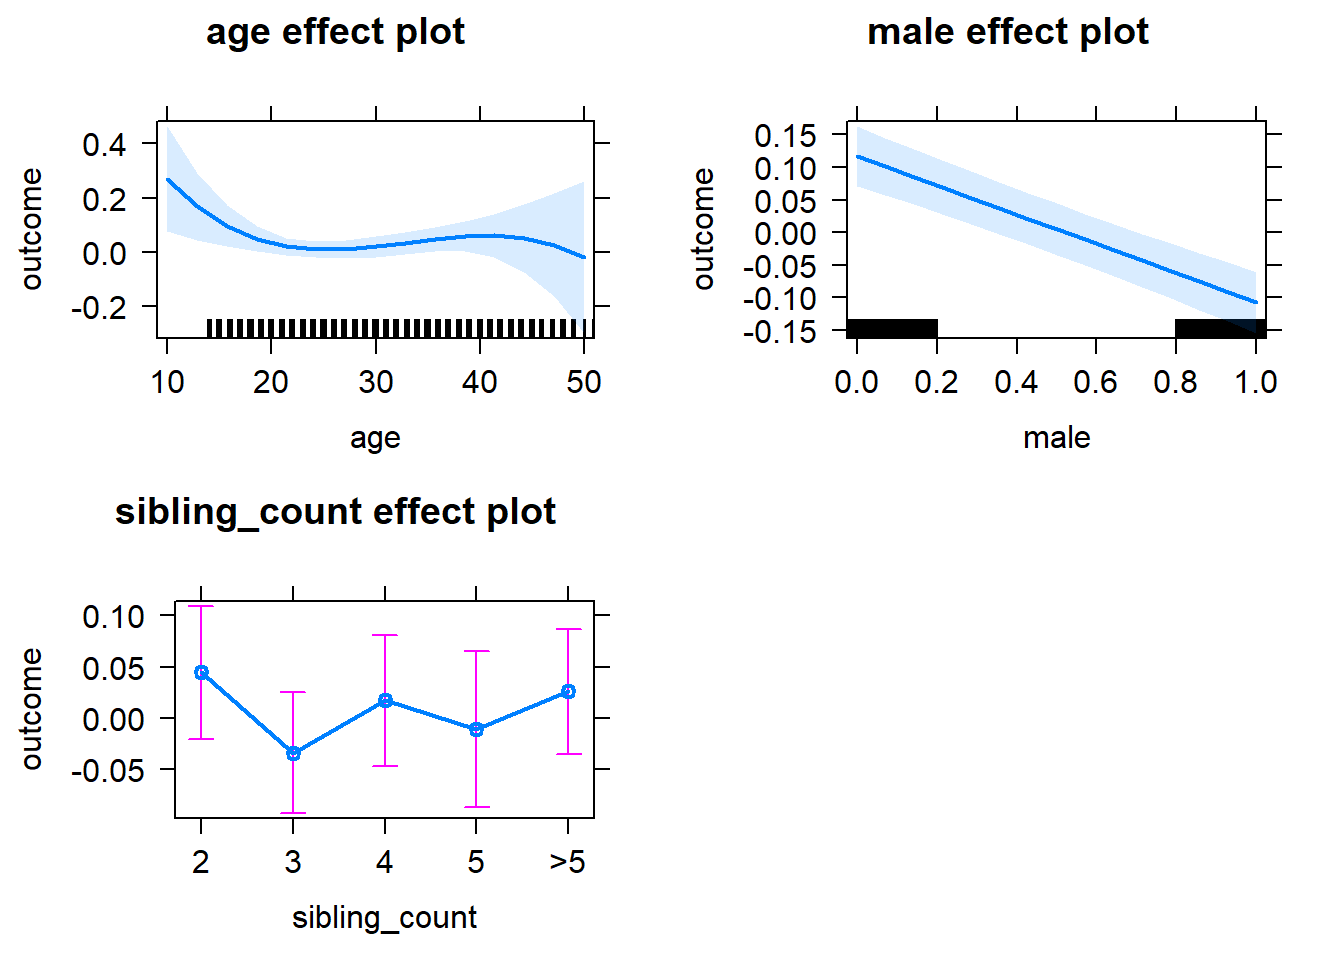 age effect plot
outcome
0.4
0.2
0.0
-0.2
10 20 30 40 50
age
male effect plot
outcome
0.15
0.10
0.05
0.00
-0.05
-0.10
-0.15
0.0 0.2 0.4 0.6 0.8 1.0
male
sibling_count effect plot
outcome
0.10
0.05
0.00
-0.05
2 3 4 5 >5
sibling_count